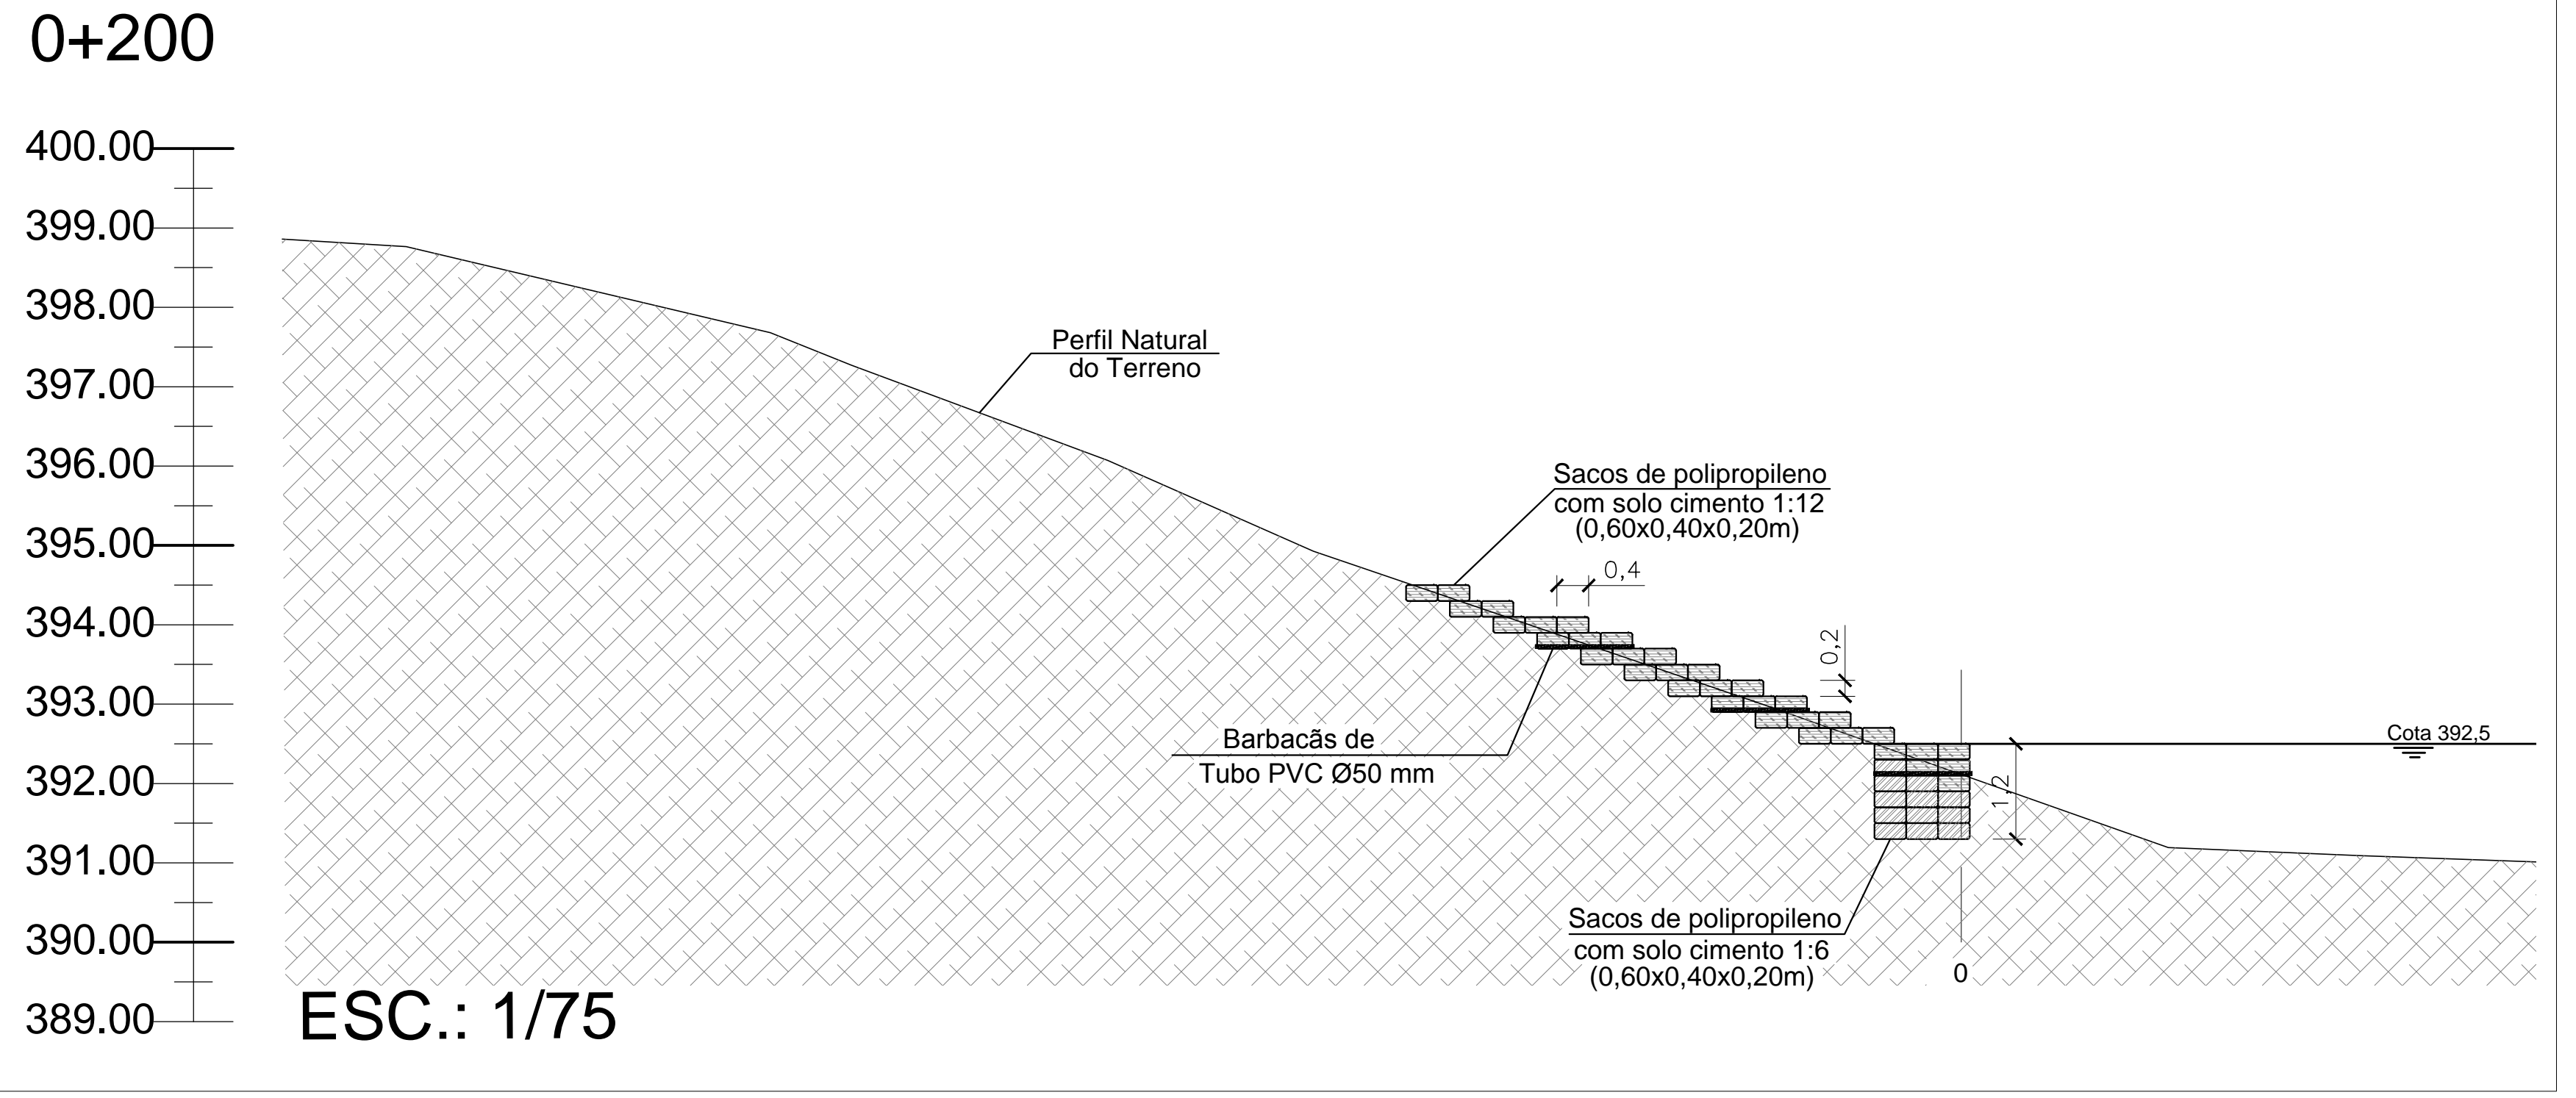 0+200
400.00
399.00
398.00
397.00
396.00
395.00
394.00
393.00
392.00
391.00
390.00
389.00
Perfil Natural
do Terreno
Sacos de polipropileno
com solo cimento 1:12
(0,60x0,40x0,20m)
0,4
0,2
Barbacãs de
Tubo PVC Ø50 mm
Cota 392,5
1,2
Sacos de polipropileno
com solo cimento 1:6
(0,60x0,40x0,20m)
0
ESC.: 1/75